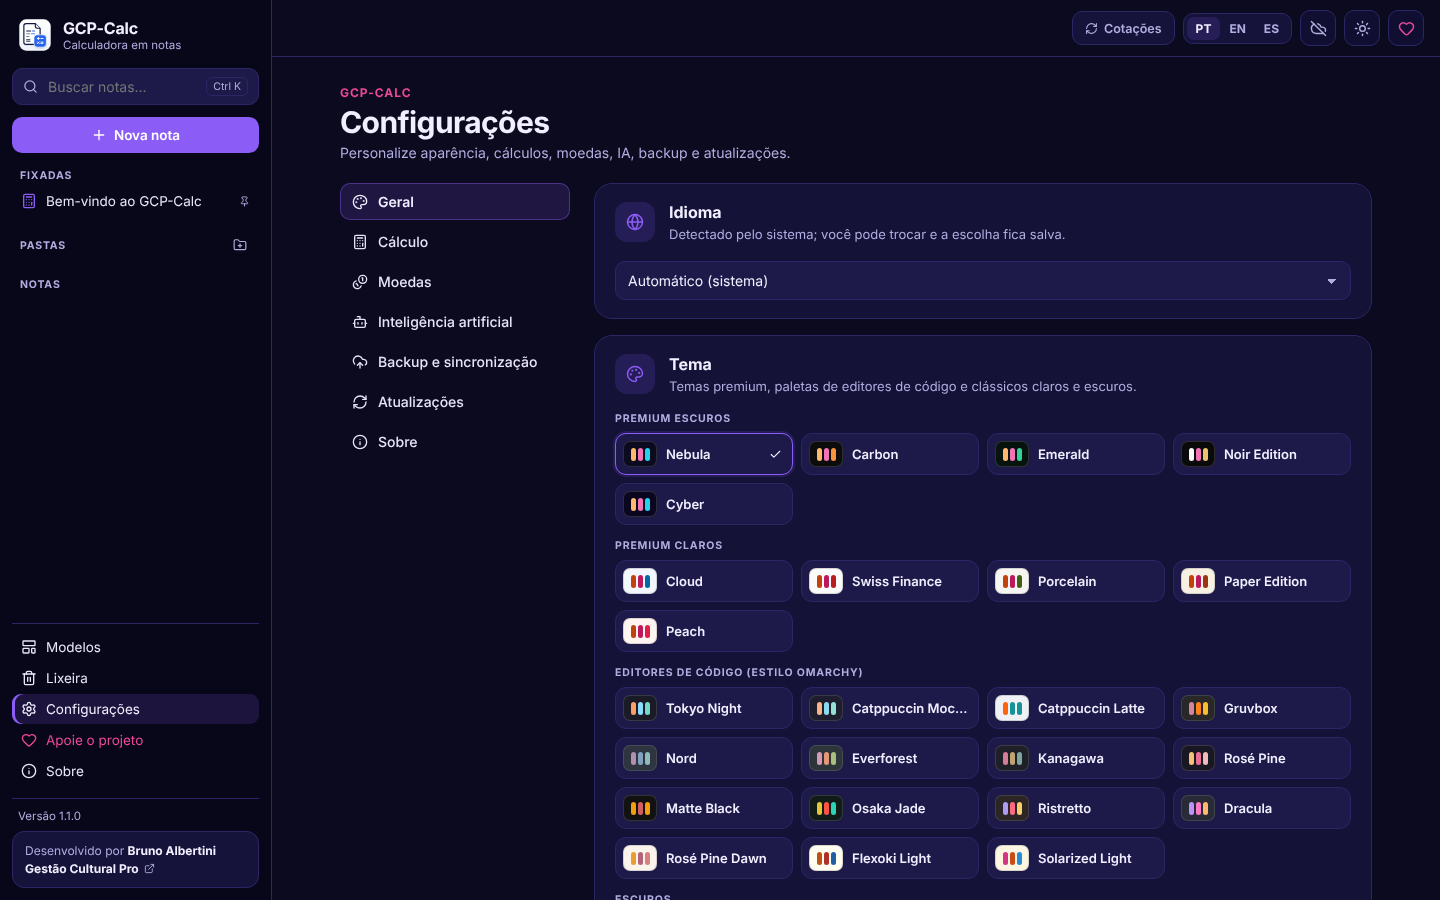 GCP-Calc
Calculadora em notas
Buscar notas...
Ctrl K
Nova nota
FIXADAS
Bem-vindo ao GCP-Calc
PASTAS
NOTAS
Modelos
Lixeira
Configurações
Apoie o projeto
Sobre
Versão 1.1.0
Desenvolvido por Bruno Albertini
Gestão Cultural Pro
Cotações
PT EN ES
GCP-CALC
Configurações
Personalize aparência, cálculos, moedas, IA, backup e atualizações.
Geral
Cálculo
Moedas
Inteligência artificial
Backup e sincronização
Atualizações
Sobre
Idioma
Detectado pelo sistema; você pode trocar e a escolha fica salva.
Automático (sistema)
Tema
Temas premium, paletas de editores de código e clássicos claros e escuros.
PREMIUM ESCUROS
Nebula Carbon Emerald Noir Edition
Cyber
PREMIUM CLAROS
Cloud Swiss Finance Porcelain Paper Edition
Peach
EDITORES DE CÓDIGO (ESTILO OMARCHY)
Tokyo Night Catppuccin Moc... Catppuccin Latte Gruvbox
Nord Everforest Kanagawa Rosé Pine
Matte Black Osaka Jade Ristretto Dracula
Rosé Pine Dawn Flexoki Light Solarized Light
ESCUROS